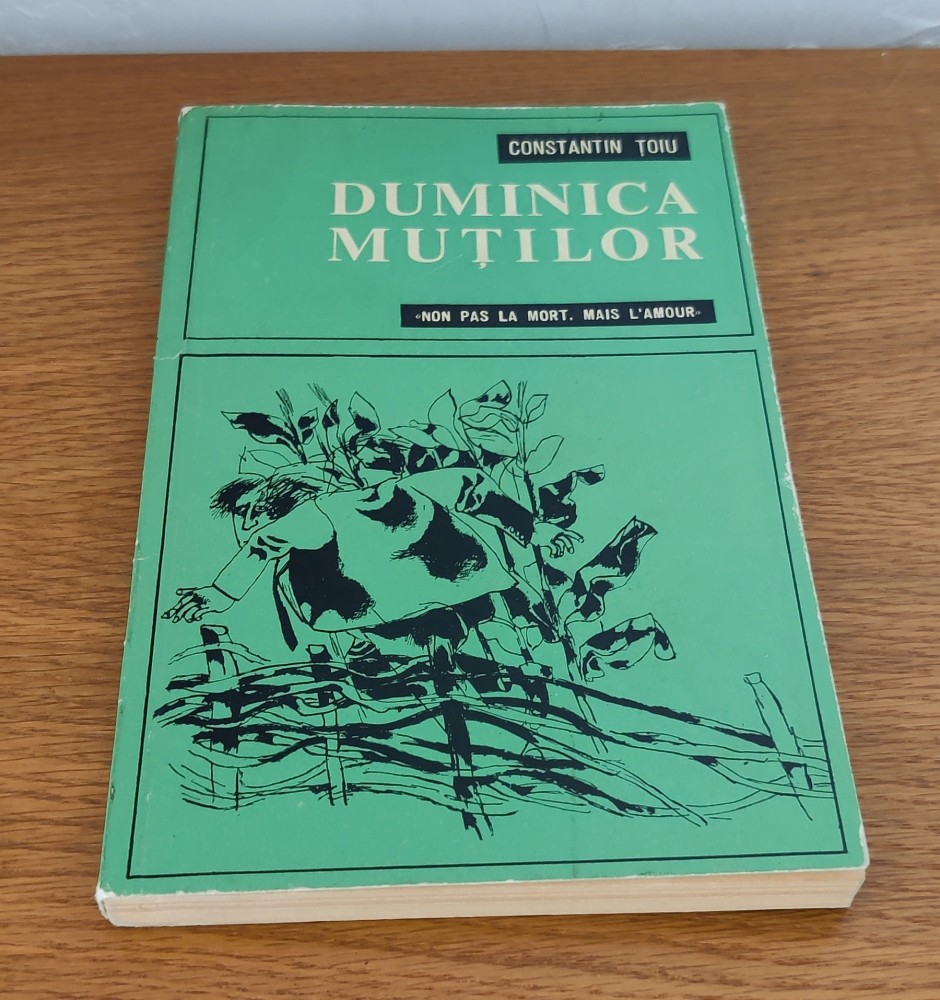 CONSTANTIN ȚOIU
DUMINICA
MUȚILOR
«NON PAS LA MORT. MAIS L'AMOUR»